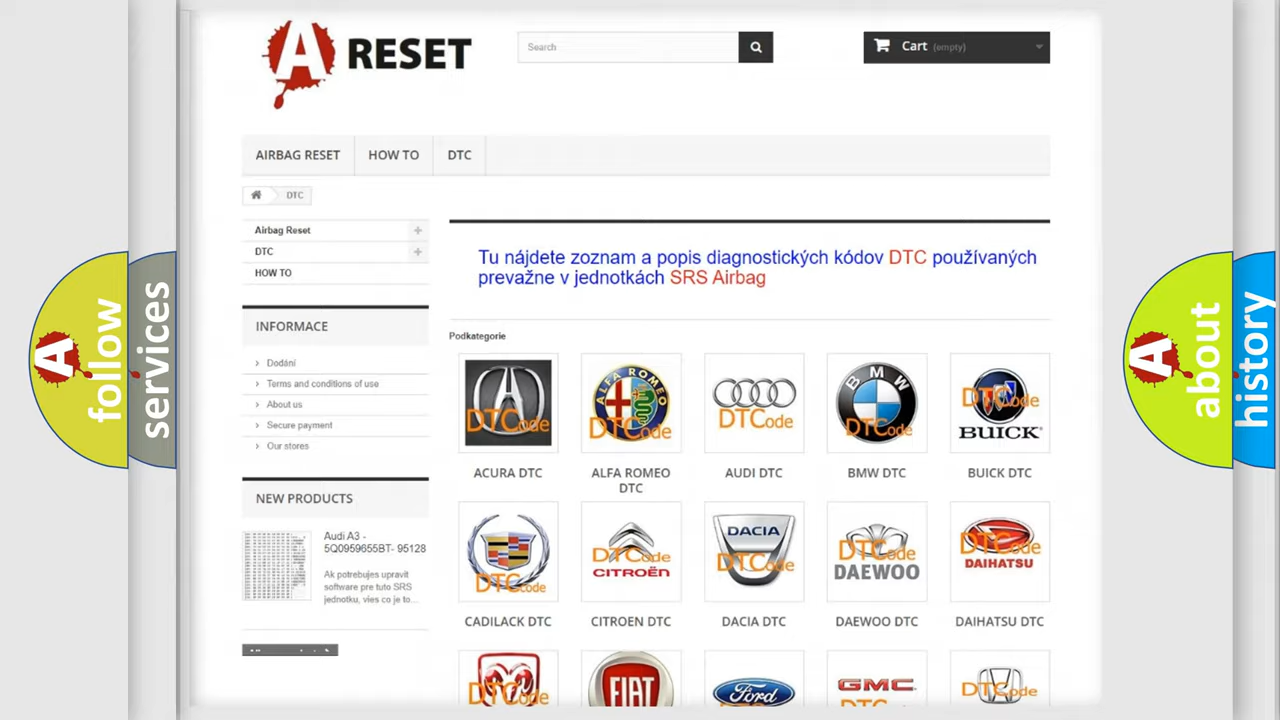 A RESET
Search
Cart (empty)
AIRBAG RESET
HOW TO
DTC
DTC
Airbag Reset
DTC
HOW TO
INFORMACE
Dodání
Terms and conditions of use
About us
Secure payment
Our stores
NEW PRODUCTS
Audi A3 -
5Q0959655BT- 95128
Ak potrebujes upravit
software pre tuto SRS
jednotku, vies co je to...
Tu nájdete zoznam a popis diagnostických kódov DTC používaných
prevažne v jednotkách SRS Airbag
Podkategorie
DTCode
ALFA ROMEO
DTCode
DTCode
BMW
DTCode
DTCode
BUICK
ACURA DTC
ALFA ROMEO
DTC
AUDI DTC
BMW DTC
BUICK DTC
DTCode
DTCode
CITROËN
DACIA
DTCode
DTCode
DAEWOO
DTCode
DAIHATSU
CADILACK DTC
CITROEN DTC
DACIA DTC
DAEWOO DTC
DAIHATSU DTC
DTCode
FIAT
Ford
GMC
DTCode
A follow
services
A about
history